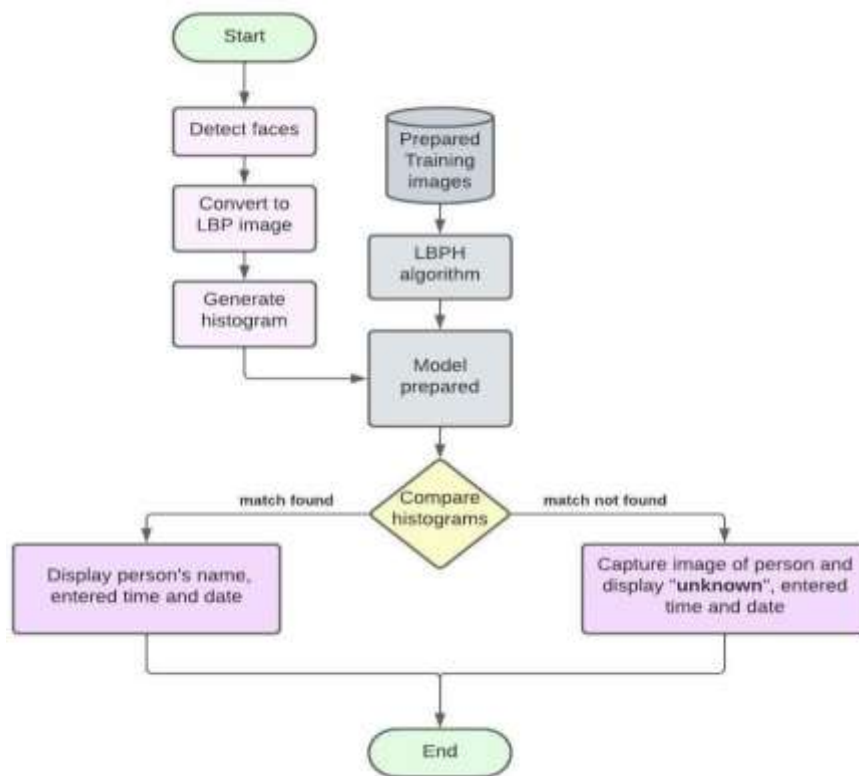 Start
Detect faces
Convert to
LBP image
Generate
histogram
Prepared
Training
images
LBPH
algorithm
Model
prepared
Compare
histograms
match found
match not found
Display person's name,
entered time and date
Capture image of person and
display "unknown", entered
time and date
End